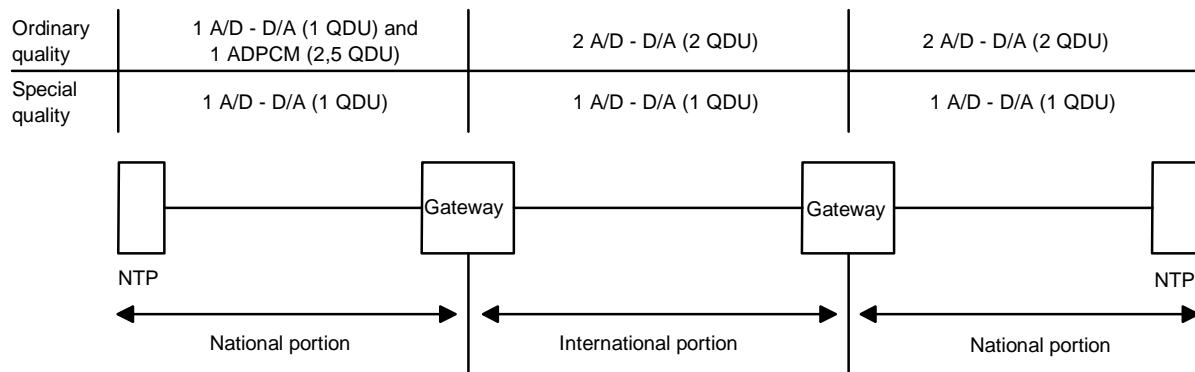 Ordinary
quality
1 A/D - D/A (1 QDU) and
1 ADPCM (2,5 QDU)
2 A/D - D/A (2 QDU)
2 A/D - D/A (2 QDU)
Special
quality
1 A/D - D/A (1 QDU)
1 A/D - D/A (1 QDU)
1 A/D - D/A (1 QDU)
Gateway
Gateway
NTP
NTP
National portion
International portion
National portion